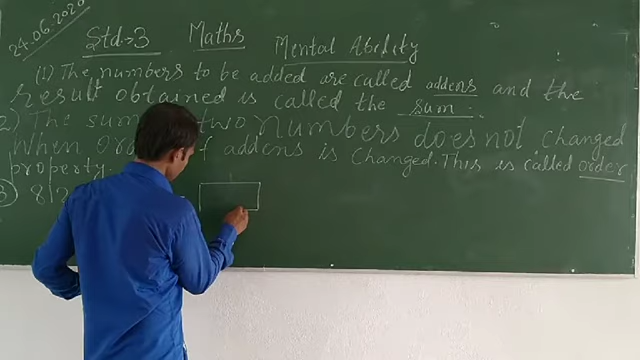 24.06.2020
Std→3 Maths
Mental Ability
(1) The numbers to be added are called addens and the
result obtained is called the sum.
2) The sum two numbers does not changed
When addens is Changed. This is called order
property.
3) 812